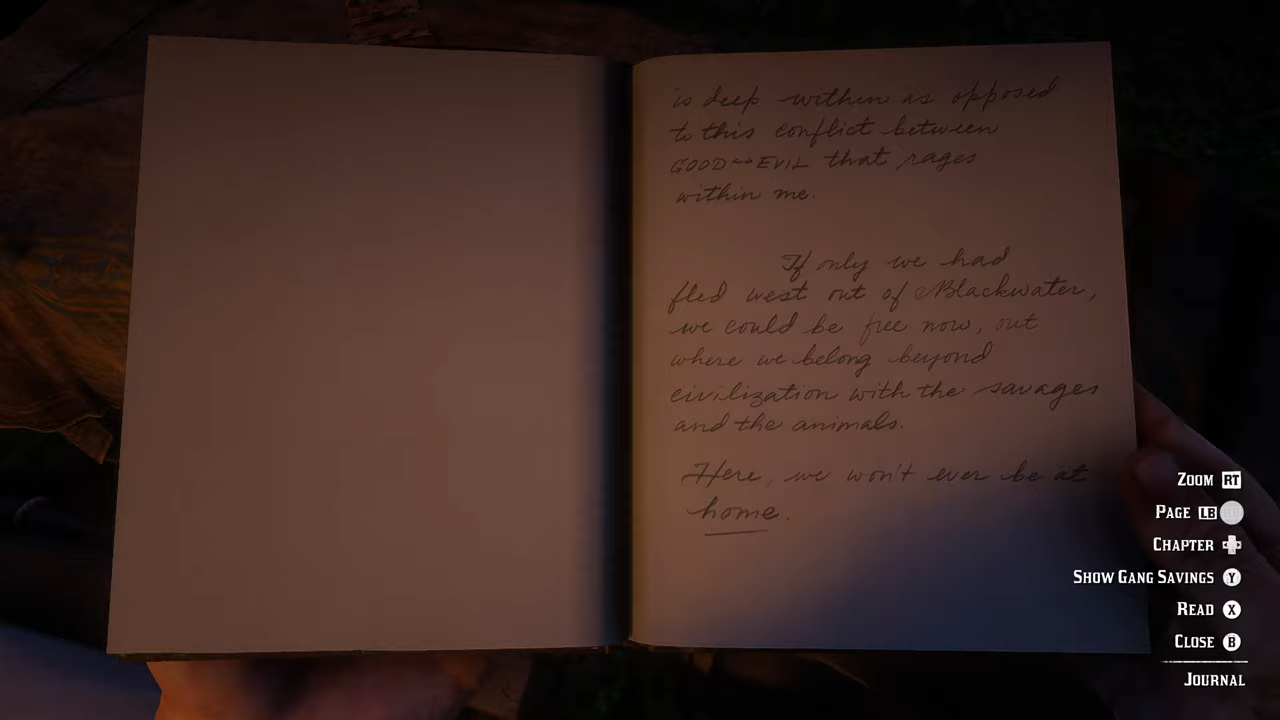 is deep within as opposed
to this conflict between
GOOD ↔ EVIL that rages
within me.
If only we had
fled west out of Blackwater,
we could be free now, out
where we belong beyond
civilization with the savages
and the animals.
Here, we won't ever be at
home.
ZOOM RT
PAGE LB
CHAPTER
SHOW GANG SAVINGS Y
READ X
CLOSE B
JOURNAL